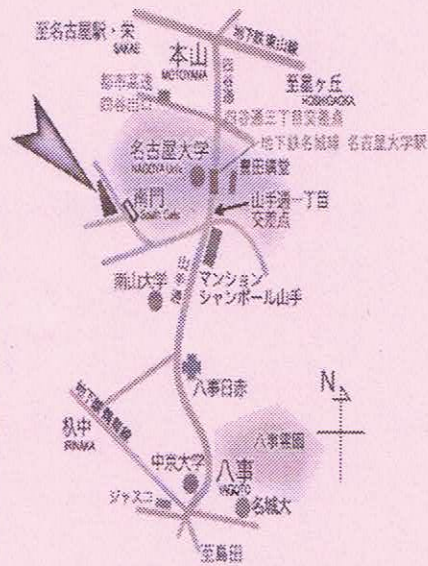 至名古屋駅・栄
SAKAE
地下鉄東山線
本山
MOTOYAMA
至星ヶ丘
HOSHIGAOKA
四谷通
都市高速
四谷出口
四谷通三丁目交差点
地下鉄名城線 名古屋大学駅
名古屋大学
NAGOYA Univ.
豊田講堂
南門
South Gate
山手通一丁目
交差点
山手通
南山大学
マンション
シャンボール山手
八事日赤
N
地下鉄鶴舞線
杁中
IRINAKA
八事霊園
中京大学
八事
YAGOTO
ジャスコ
名城大
至島田